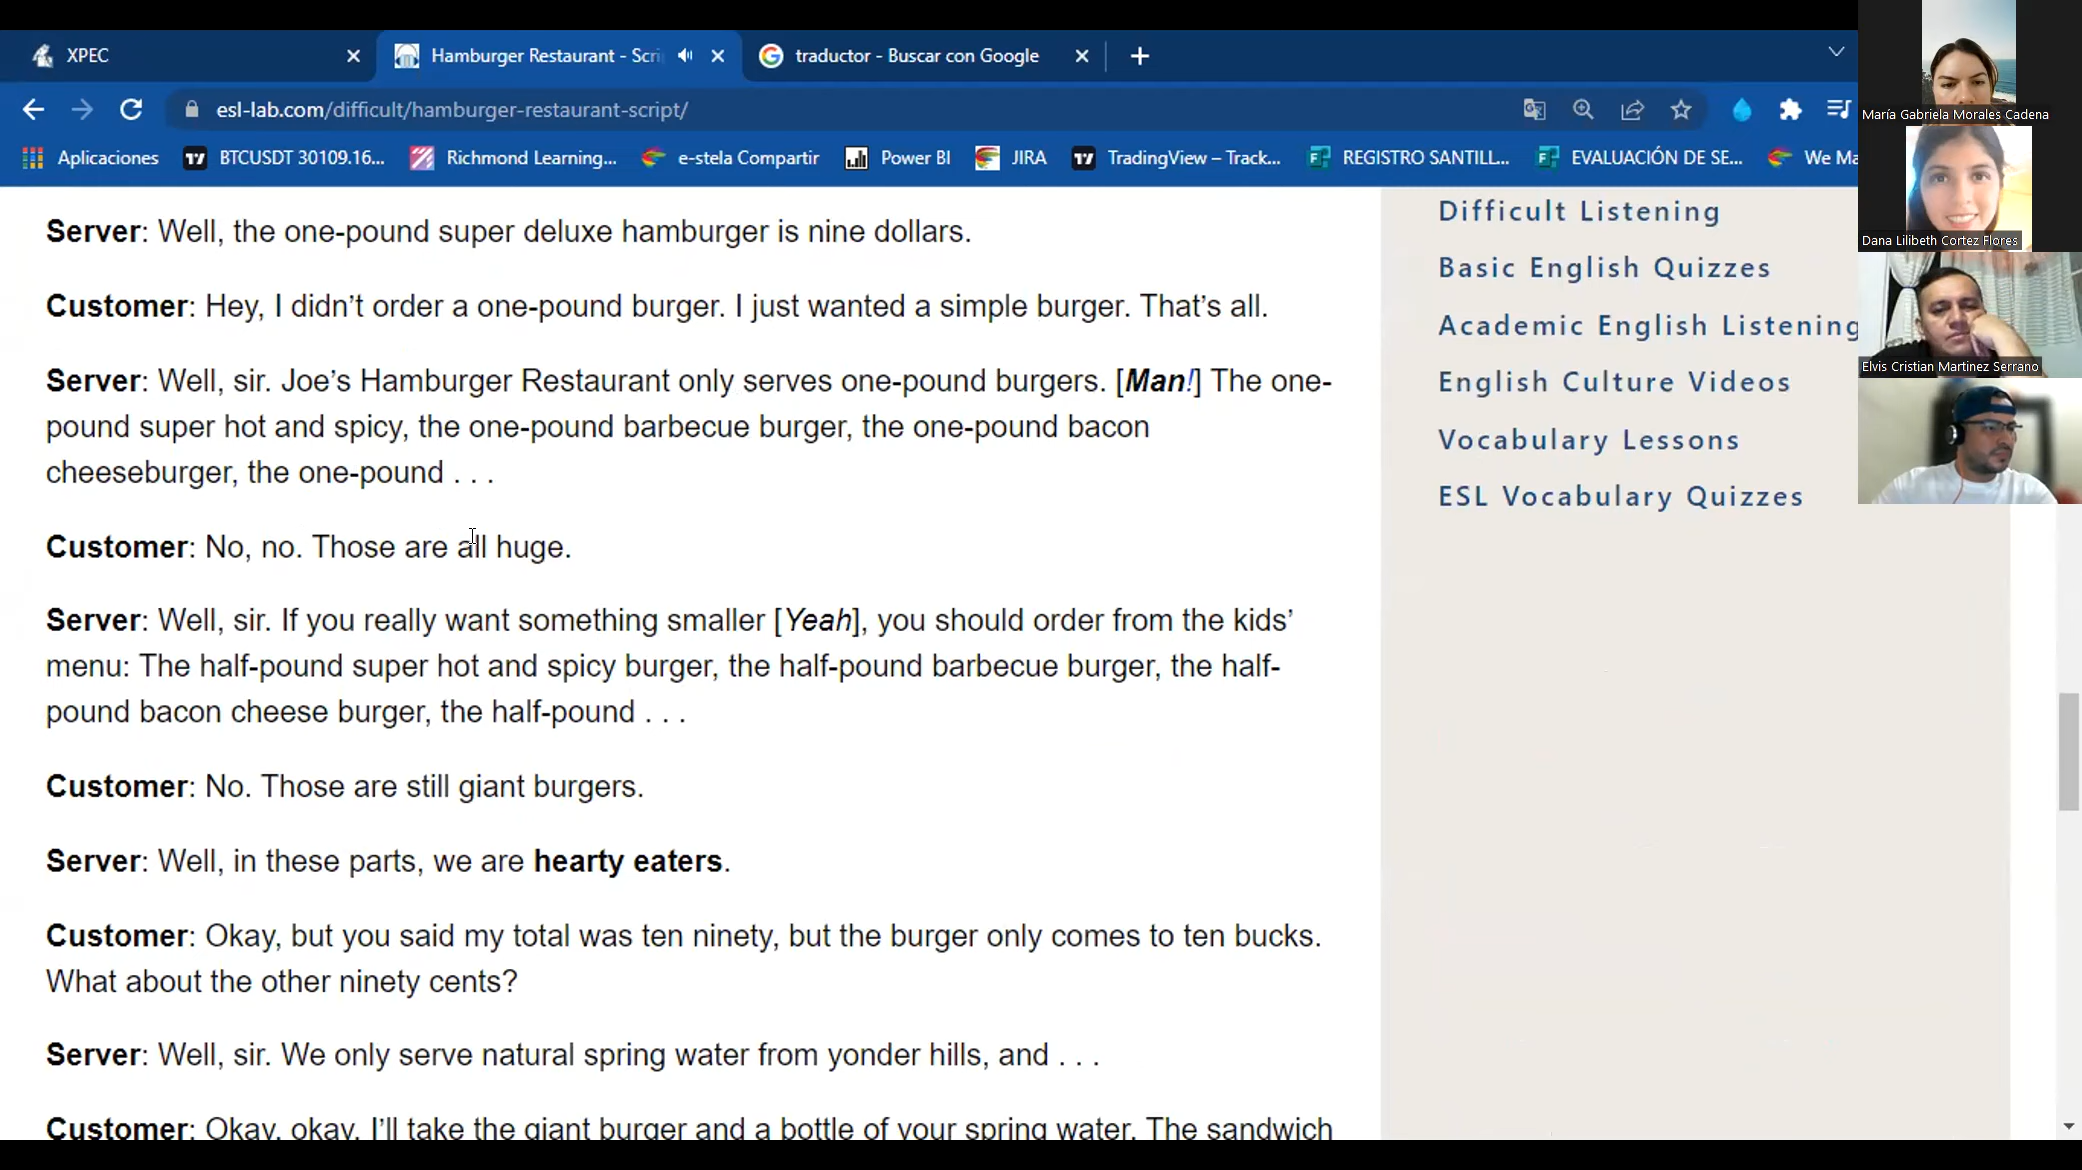 XPEC
Hamburger Restaurant - Scri
traductor - Buscar con Google
esl-lab.com/difficult/hamburger-restaurant-script/
Aplicaciones
BTCUSDT 30109.16...
Richmond Learning...
e-stela Compartir
Power BI
JIRA
TradingView – Track...
REGISTRO SANTILL...
EVALUACIÓN DE SE...
We Ma
María Gabriela Morales Cadena
Dana Lilibeth Cortez Flores
Elvis Cristian Martinez Serrano
Server: Well, the one-pound super deluxe hamburger is nine dollars.
Customer: Hey, I didn’t order a one-pound burger. I just wanted a simple burger. That’s all.
Server: Well, sir. Joe’s Hamburger Restaurant only serves one-pound burgers. [Man!] The one-
pound super hot and spicy, the one-pound barbecue burger, the one-pound bacon
cheeseburger, the one-pound . . .
Customer: No, no. Those are all huge.
Server: Well, sir. If you really want something smaller [Yeah], you should order from the kids’
menu: The half-pound super hot and spicy burger, the half-pound barbecue burger, the half-
pound bacon cheese burger, the half-pound . . .
Customer: No. Those are still giant burgers.
Server: Well, in these parts, we are hearty eaters.
Customer: Okay, but you said my total was ten ninety, but the burger only comes to ten bucks.
What about the other ninety cents?
Server: Well, sir. We only serve natural spring water from yonder hills, and . . .
Customer: Okay, okay. I’ll take the giant burger and a bottle of your spring water. The sandwich
Difficult Listening
Basic English Quizzes
Academic English Listening
English Culture Videos
Vocabulary Lessons
ESL Vocabulary Quizzes